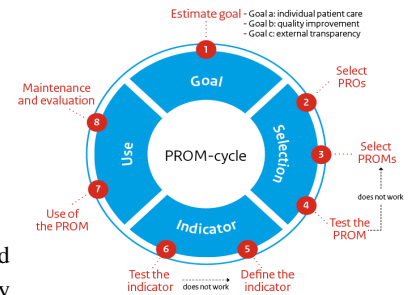 Estimate goal - Goal a: individual patient care
- Goal b: quality improvement
- Goal c: external transparency
1
Goal
Select
PROs
2
Selection
Select
PROMs
3
does not work
Test the
PROM
4
Define the
indicator
5
Indicator
does not work
Test the
indicator
6
Use of
the PROM
7
Use
Maintenance
and evaluation
8
PROM-cycle
d
y